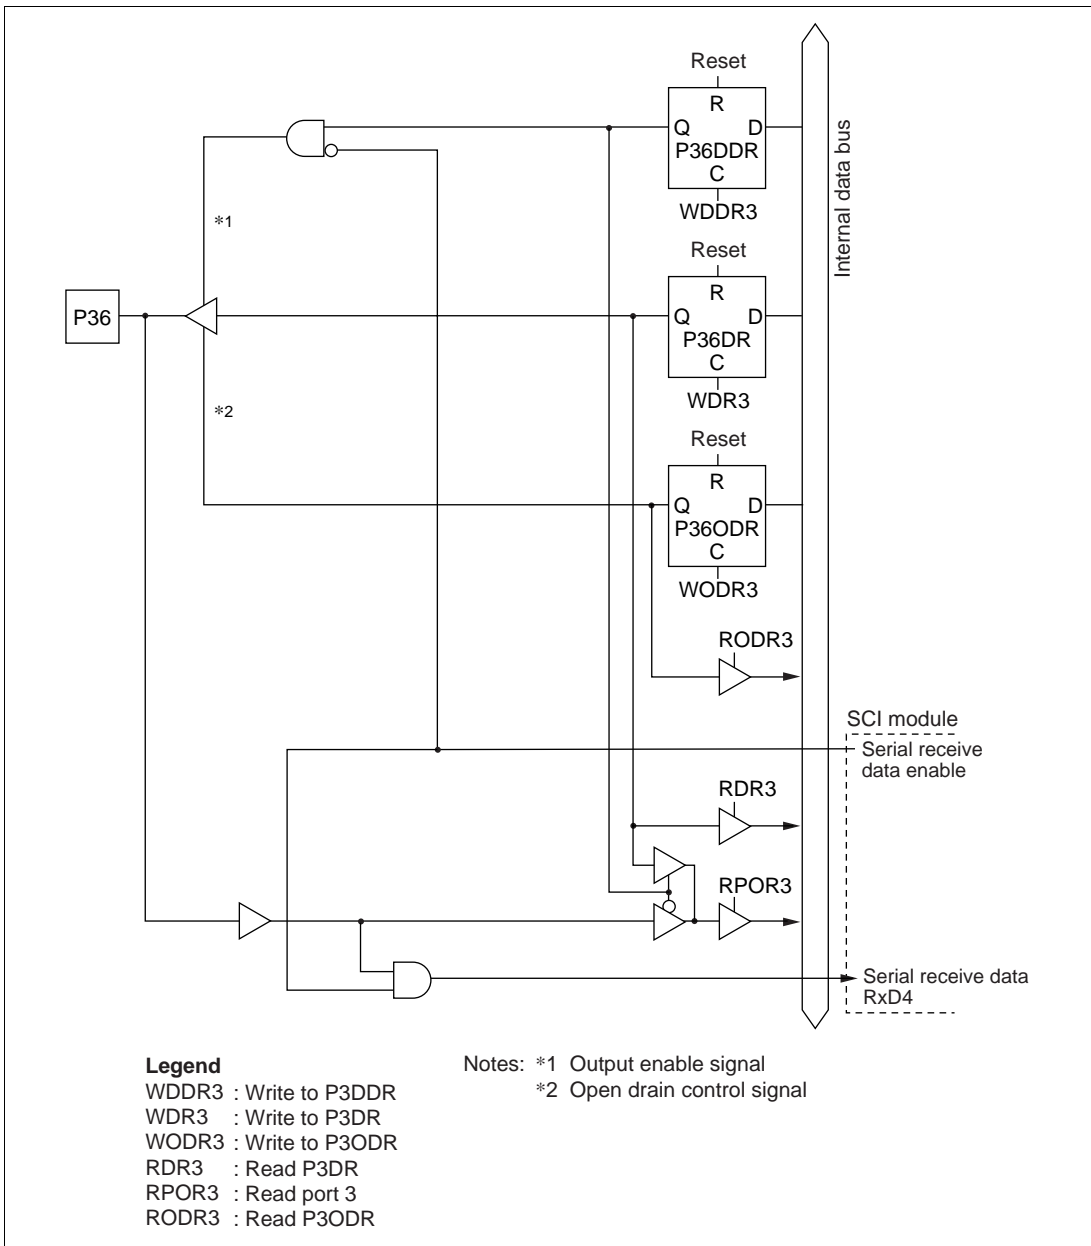 Reset
R
Q D
P36DDR
C
WDDR3
Internal data bus
*1
Reset
R
P36
Q D
P36DR
C
WDR3
*2
Reset
R
Q D
P36ODR
C
WODR3
RODR3
SCI module
Serial receive
data enable
RDR3
RPOR3
Serial receive data
RxD4
Legend
WDDR3 : Write to P3DDR
WDR3 : Write to P3DR
WODR3 : Write to P3ODR
RDR3 : Read P3DR
RPOR3 : Read port 3
RODR3 : Read P3ODR
Notes: *1 Output enable signal
*2 Open drain control signal